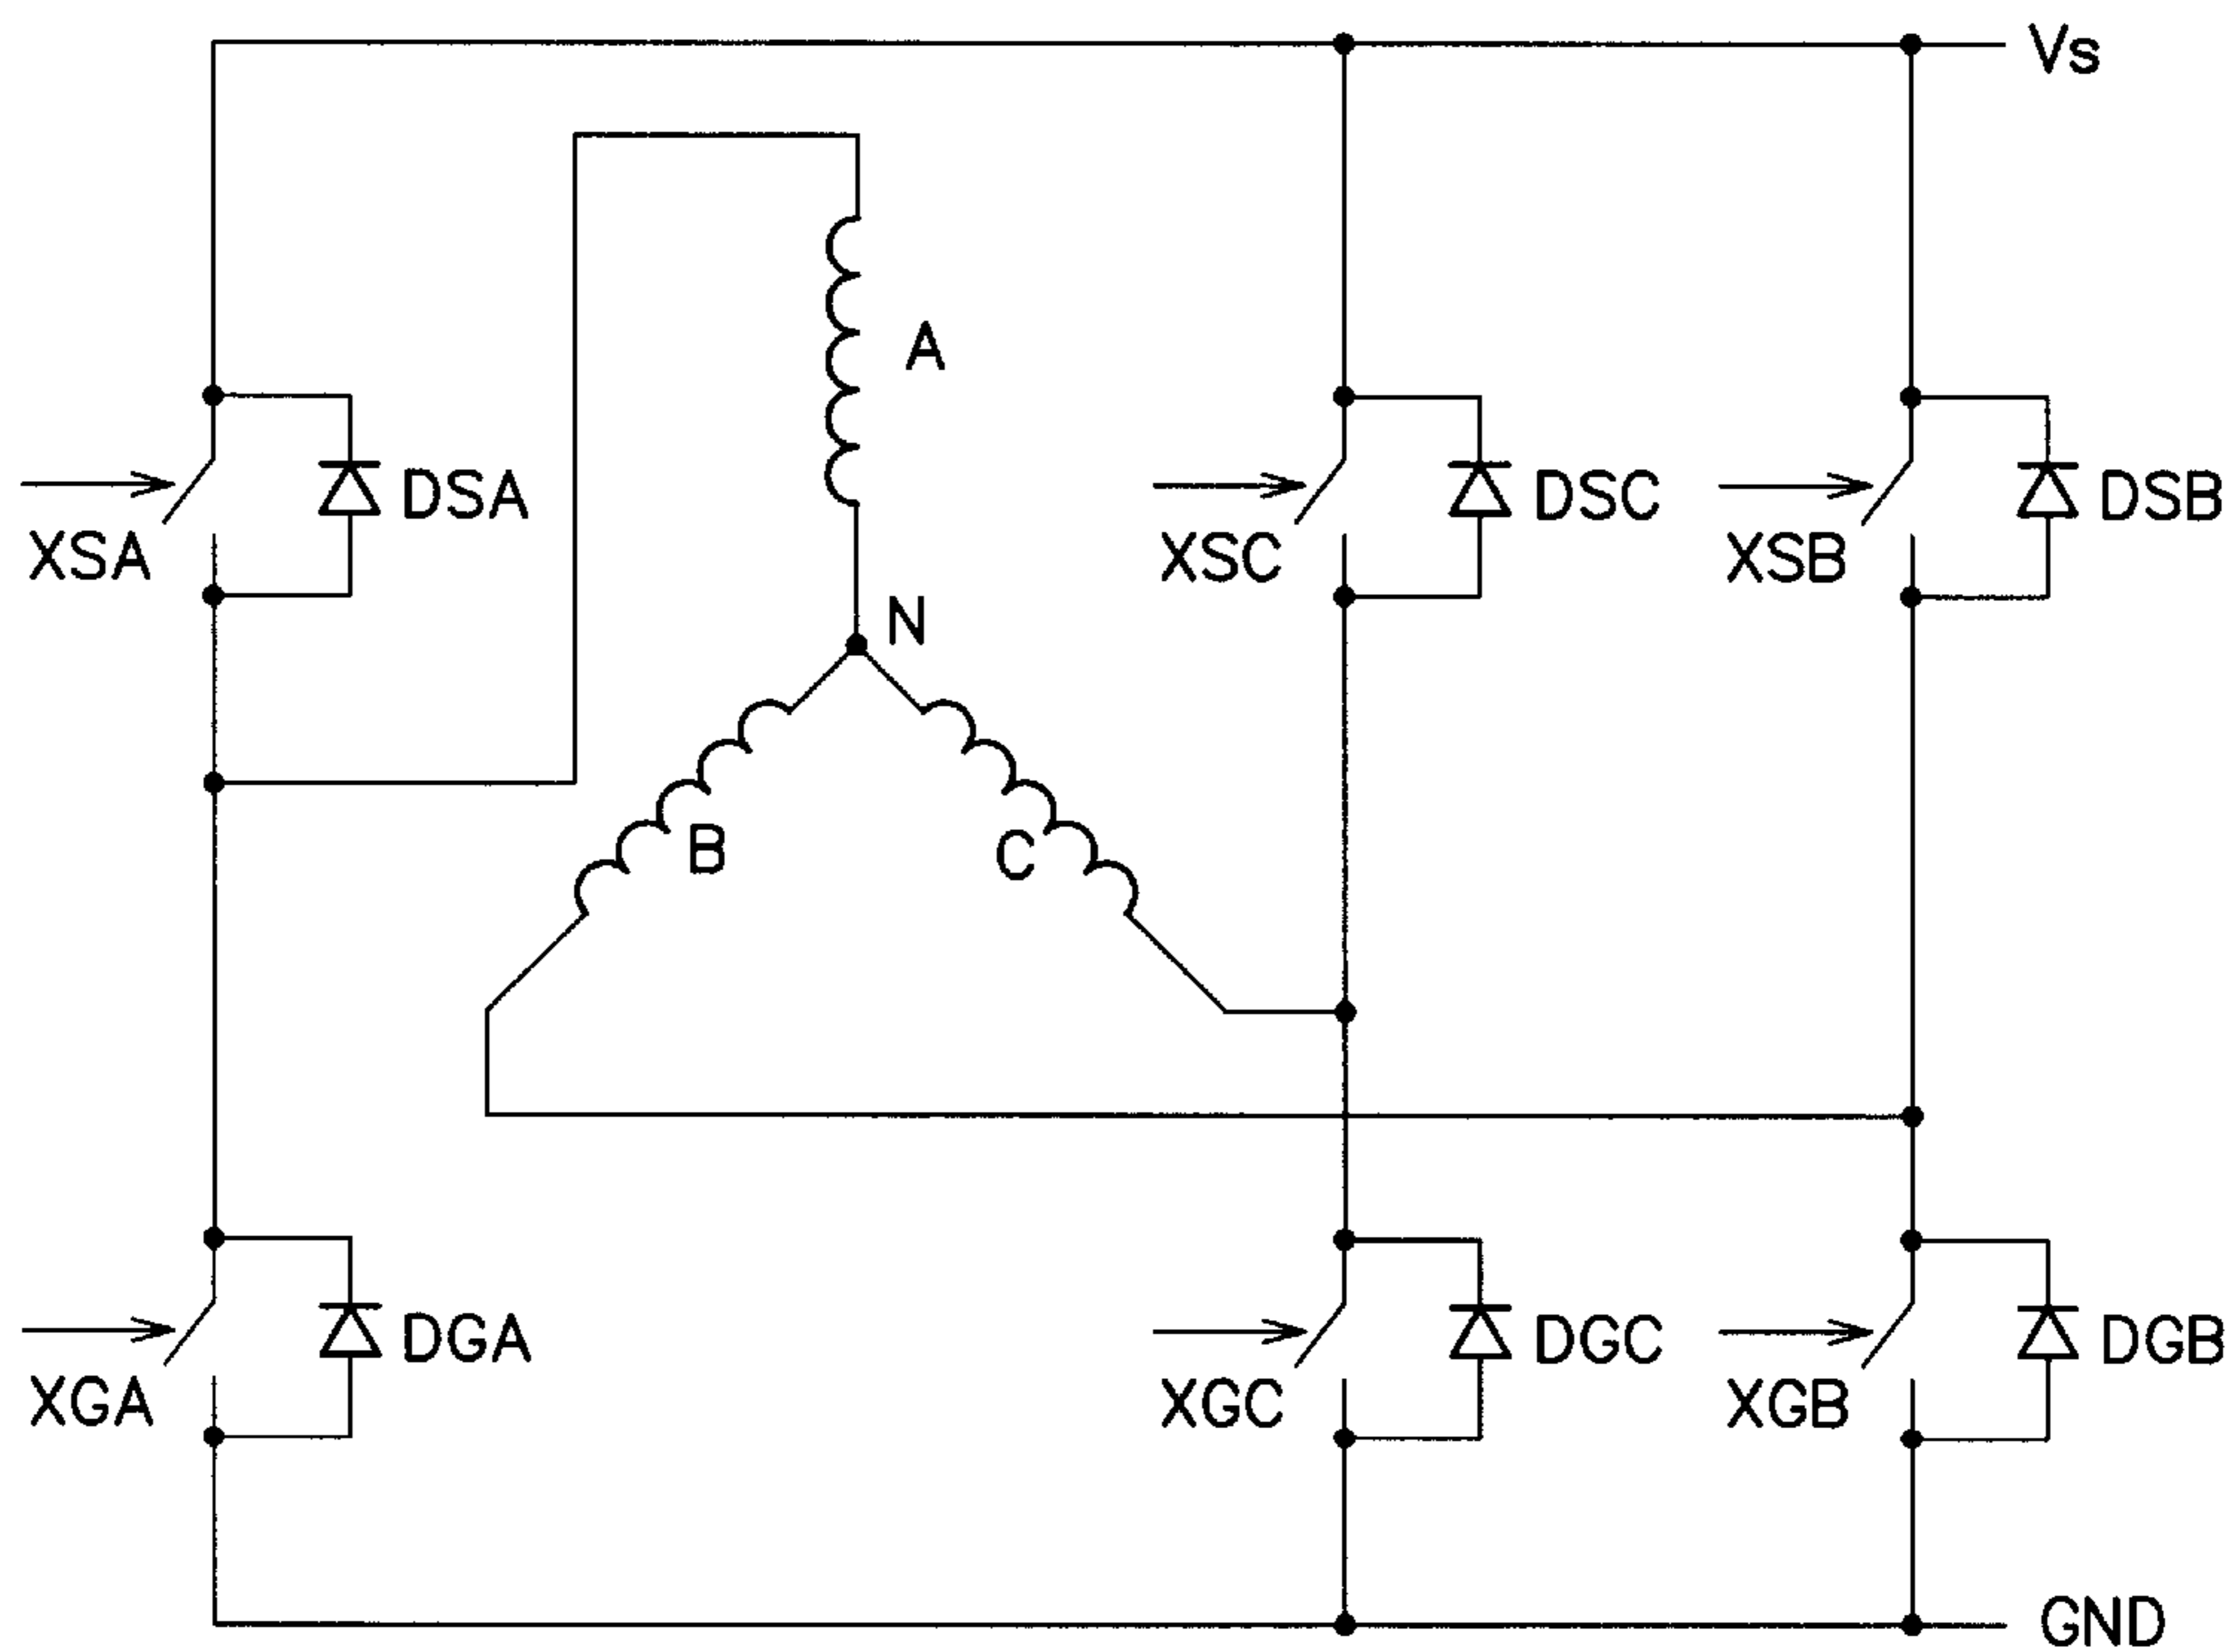 Vs
A
DSA
DSC
DSB
XSA
XSC
XSB
N
B
C
DGA
DGC
DGB
XGA
XGC
XGB
GND